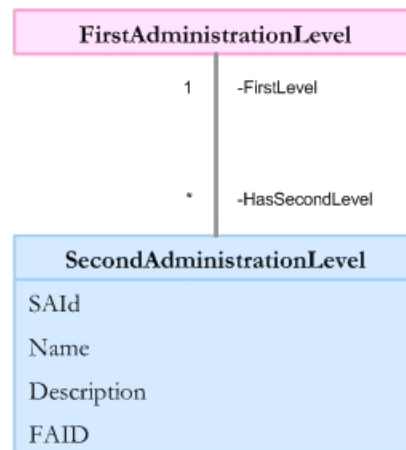 FirstAdministrationLevel
1 -FirstLevel
* -HasSecondLevel
SecondAdministrationLevel
SAId
Name
Description
FAID